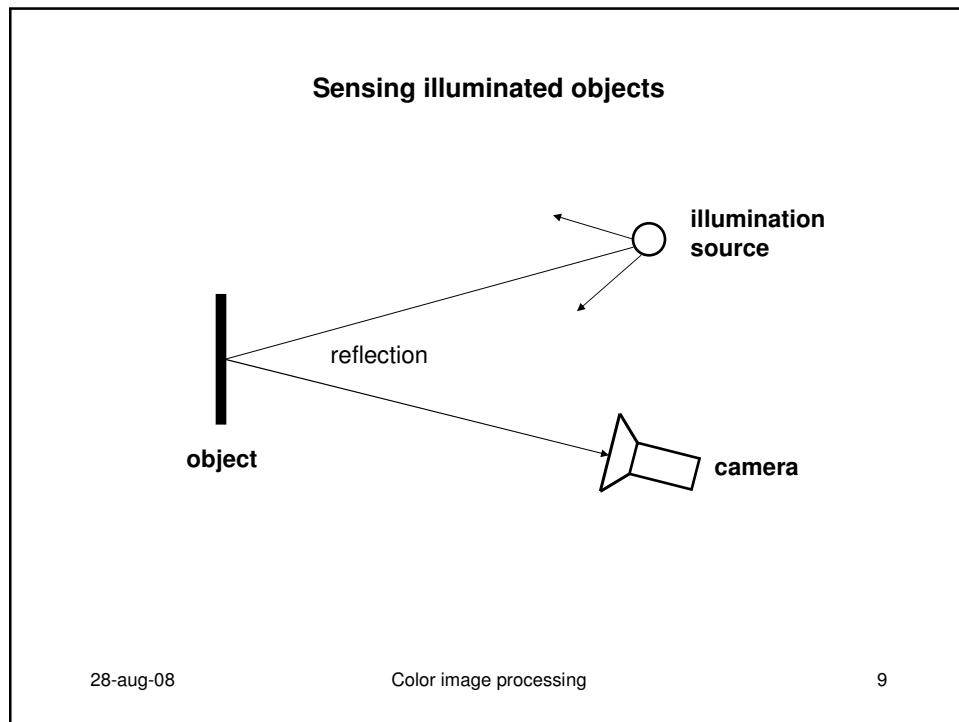 Sensing illuminated objects
illumination
source
reflection
object
camera
28-aug-08
Color image processing
9